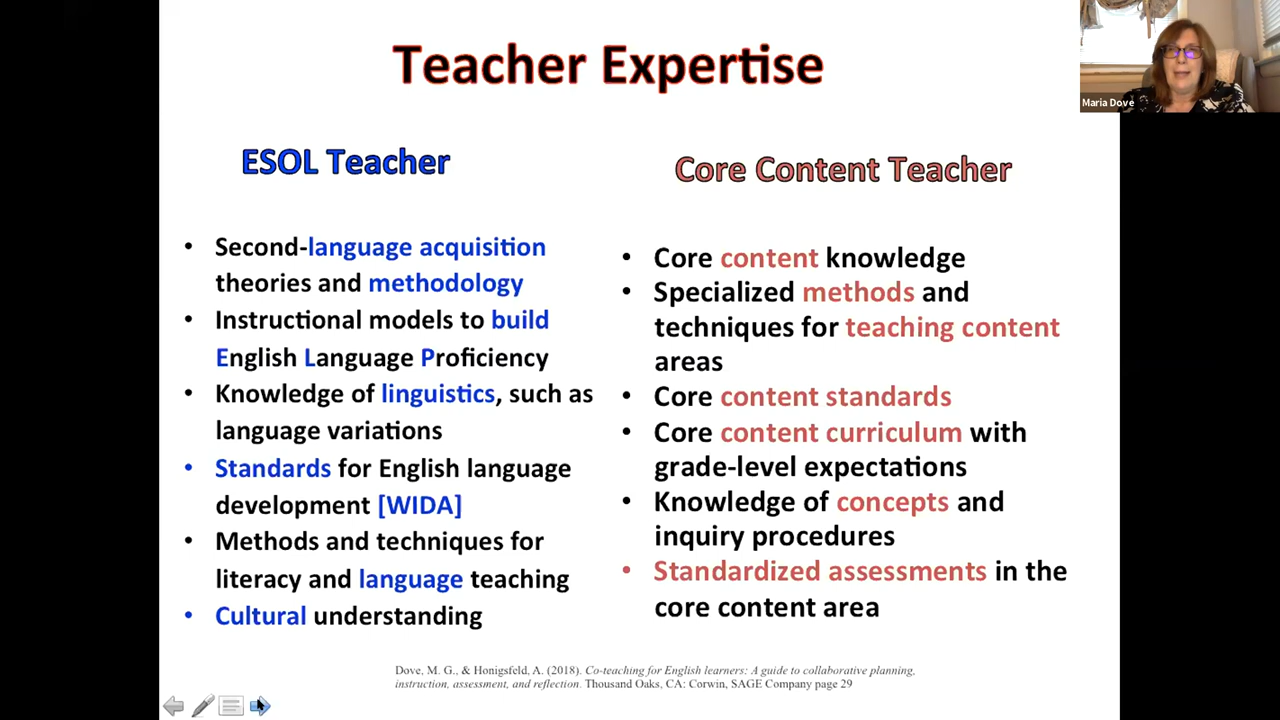 Teacher Expertise
Maria Dove
ESOL Teacher
• Second-language acquisition
theories and methodology
• Instructional models to build
English Language Proficiency
• Knowledge of linguistics, such as
language variations
• Standards for English language
development [WIDA]
• Methods and techniques for
literacy and language teaching
• Cultural understanding
Core Content Teacher
• Core content knowledge
• Specialized methods and
techniques for teaching content
areas
• Core content standards
• Core content curriculum with
grade-level expectations
• Knowledge of concepts and
inquiry procedures
• Standardized assessments in the
core content area
Dove, M. G., & Honigsfeld, A. (2018). Co-teaching for English learners: A guide to collaborative planning,
instruction, assessment, and reflection. Thousand Oaks, CA: Corwin, SAGE Company page 29